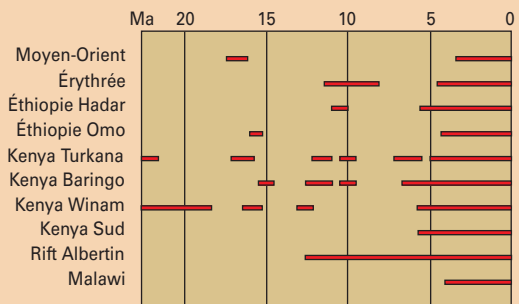 Ma 20 15 10 5 0
Moyen-Orient
Érythrée
Éthiopie Hadar
Éthiopie Omo
Kenya Turkana
Kenya Baringo
Kenya Winam
Kenya Sud
Rift Albertin
Malawi